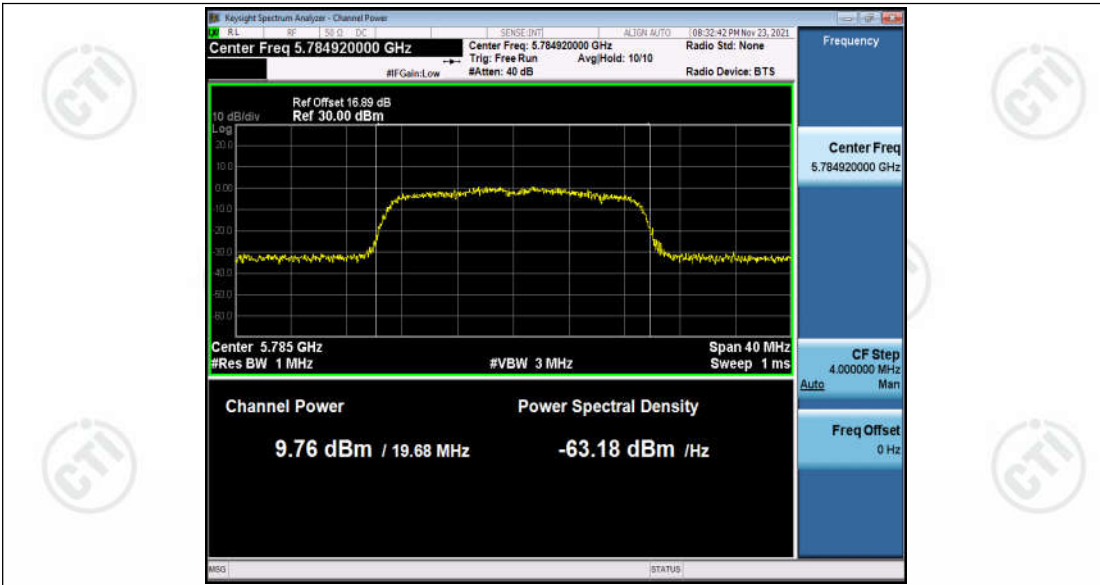 Keysight Spectrum Analyzer - Channel Power
RL RF 50 Ω DC SENSE:INT ALIGN AUTO 08:32:42 PM Nov 23, 2021
Center Freq 5.784920000 GHz
Center Freq: 5.784920000 GHz
Radio Std: None
Trig: Free Run Avg|Hold: 10/10
#IFGain:Low
#Atten: 40 dB
Radio Device: BTS
Ref Offset 16.89 dB
10 dB/div Ref 30.00 dBm
Log
20.0
10.0
0.00
-10.0
-20.0
-30.0
-40.0
-50.0
-60.0
Center 5.785 GHz Span 40 MHz
#Res BW 1 MHz #VBW 3 MHz Sweep 1 ms
Channel Power Power Spectral Density
9.76 dBm / 19.68 MHz -63.18 dBm /Hz
MSG STATUS
Frequency
Center Freq
5.784920000 GHz
CF Step
4.000000 MHz
Auto Man
Freq Offset
0 Hz
CTI
CTI
CTI
CTI